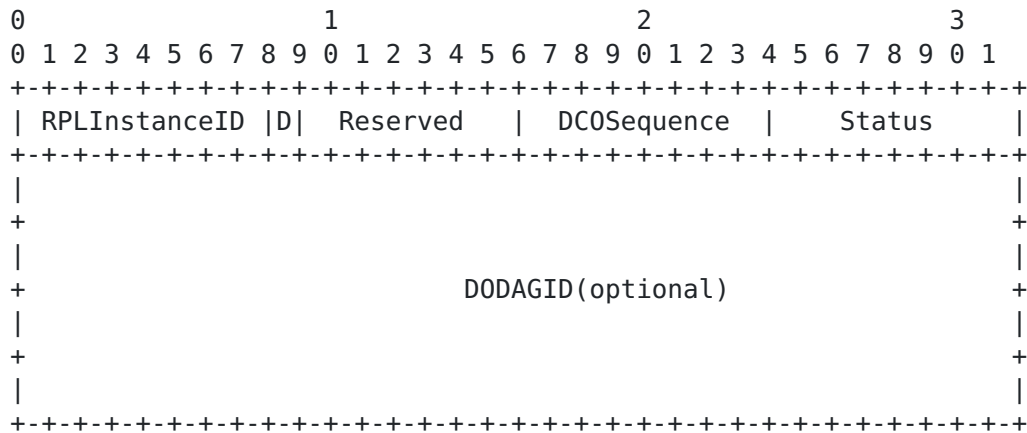 0                   1                   2                   3
0 1 2 3 4 5 6 7 8 9 0 1 2 3 4 5 6 7 8 9 0 1 2 3 4 5 6 7 8 9 0 1
+-+-+-+-+-+-+-+-+-+-+-+-+-+-+-+-+-+-+-+-+-+-+-+-+-+-+-+-+-+-+-+-+
| RPLInstanceID |D|  Reserved   |  DCOSequence  |    Status     |
+-+-+-+-+-+-+-+-+-+-+-+-+-+-+-+-+-+-+-+-+-+-+-+-+-+-+-+-+-+-+-+-+
|                                                               |
+                                                               +
|                                                               |
+                            DODAGID(optional)                  +
|                                                               |
+                                                               +
|                                                               |
+-+-+-+-+-+-+-+-+-+-+-+-+-+-+-+-+-+-+-+-+-+-+-+-+-+-+-+-+-+-+-+-+